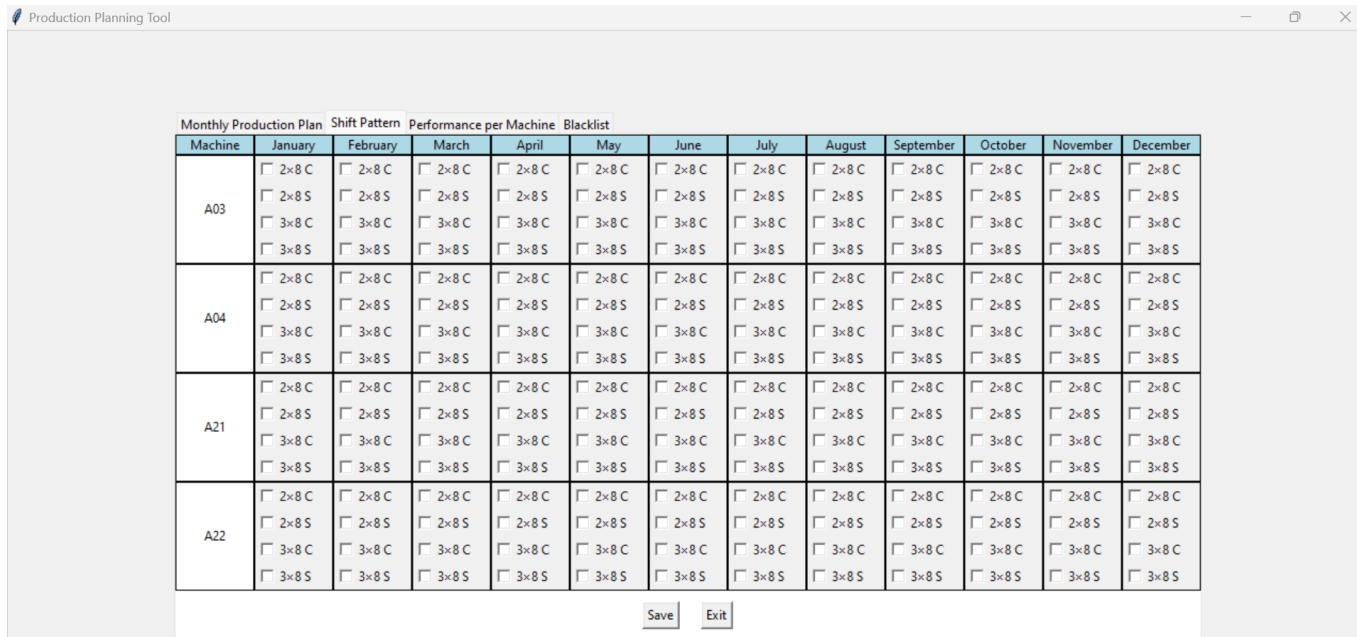 Production Planning Tool
Monthly Production Plan Shift Pattern Performance per Machine Blacklist
Machine January February March April May June July August September October November December
2×8 C 2×8 C 2×8 C 2×8 C 2×8 C 2×8 C 2×8 C 2×8 C 2×8 C 2×8 C 2×8 C 2×8 C
2×8 S 2×8 S 2×8 S 2×8 S 2×8 S 2×8 S 2×8 S 2×8 S 2×8 S 2×8 S 2×8 S 2×8 S
A03
3×8 C 3×8 C 3×8 C 3×8 C 3×8 C 3×8 C 3×8 C 3×8 C 3×8 C 3×8 C 3×8 C 3×8 C
3×8 S 3×8 S 3×8 S 3×8 S 3×8 S 3×8 S 3×8 S 3×8 S 3×8 S 3×8 S 3×8 S 3×8 S
2×8 C 2×8 C 2×8 C 2×8 C 2×8 C 2×8 C 2×8 C 2×8 C 2×8 C 2×8 C 2×8 C 2×8 C
2×8 S 2×8 S 2×8 S 2×8 S 2×8 S 2×8 S 2×8 S 2×8 S 2×8 S 2×8 S 2×8 S 2×8 S
A04
3×8 C 3×8 C 3×8 C 3×8 C 3×8 C 3×8 C 3×8 C 3×8 C 3×8 C 3×8 C 3×8 C 3×8 C
3×8 S 3×8 S 3×8 S 3×8 S 3×8 S 3×8 S 3×8 S 3×8 S 3×8 S 3×8 S 3×8 S 3×8 S
2×8 C 2×8 C 2×8 C 2×8 C 2×8 C 2×8 C 2×8 C 2×8 C 2×8 C 2×8 C 2×8 C 2×8 C
2×8 S 2×8 S 2×8 S 2×8 S 2×8 S 2×8 S 2×8 S 2×8 S 2×8 S 2×8 S 2×8 S 2×8 S
A21
3×8 C 3×8 C 3×8 C 3×8 C 3×8 C 3×8 C 3×8 C 3×8 C 3×8 C 3×8 C 3×8 C 3×8 C
3×8 S 3×8 S 3×8 S 3×8 S 3×8 S 3×8 S 3×8 S 3×8 S 3×8 S 3×8 S 3×8 S 3×8 S
2×8 C 2×8 C 2×8 C 2×8 C 2×8 C 2×8 C 2×8 C 2×8 C 2×8 C 2×8 C 2×8 C 2×8 C
2×8 S 2×8 S 2×8 S 2×8 S 2×8 S 2×8 S 2×8 S 2×8 S 2×8 S 2×8 S 2×8 S 2×8 S
A22
3×8 C 3×8 C 3×8 C 3×8 C 3×8 C 3×8 C 3×8 C 3×8 C 3×8 C 3×8 C 3×8 C 3×8 C
3×8 S 3×8 S 3×8 S 3×8 S 3×8 S 3×8 S 3×8 S 3×8 S 3×8 S 3×8 S 3×8 S 3×8 S
Save Exit